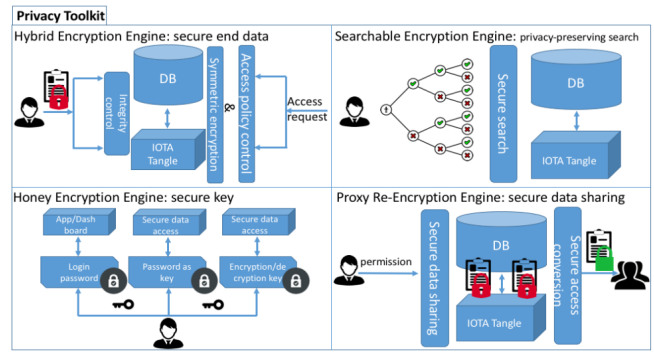 Privacy Toolkit
Hybrid Encryption Engine: secure end data
DB
Integrity
control
IOTA
Tangle
Symmetric encryption
&
Access policy control
Access
request
Searchable Encryption Engine: privacy-preserving search
Secure search
DB
IOTA Tangle
Honey Encryption Engine: secure key
App/Dash
board
Secure data
access
Secure data
access
Login
password
Password as
key
Encryption/de
cryption key
Proxy Re-Encryption Engine: secure data sharing
permission
Secure data sharing
DB
IOTA Tangle
Secure access
conversion